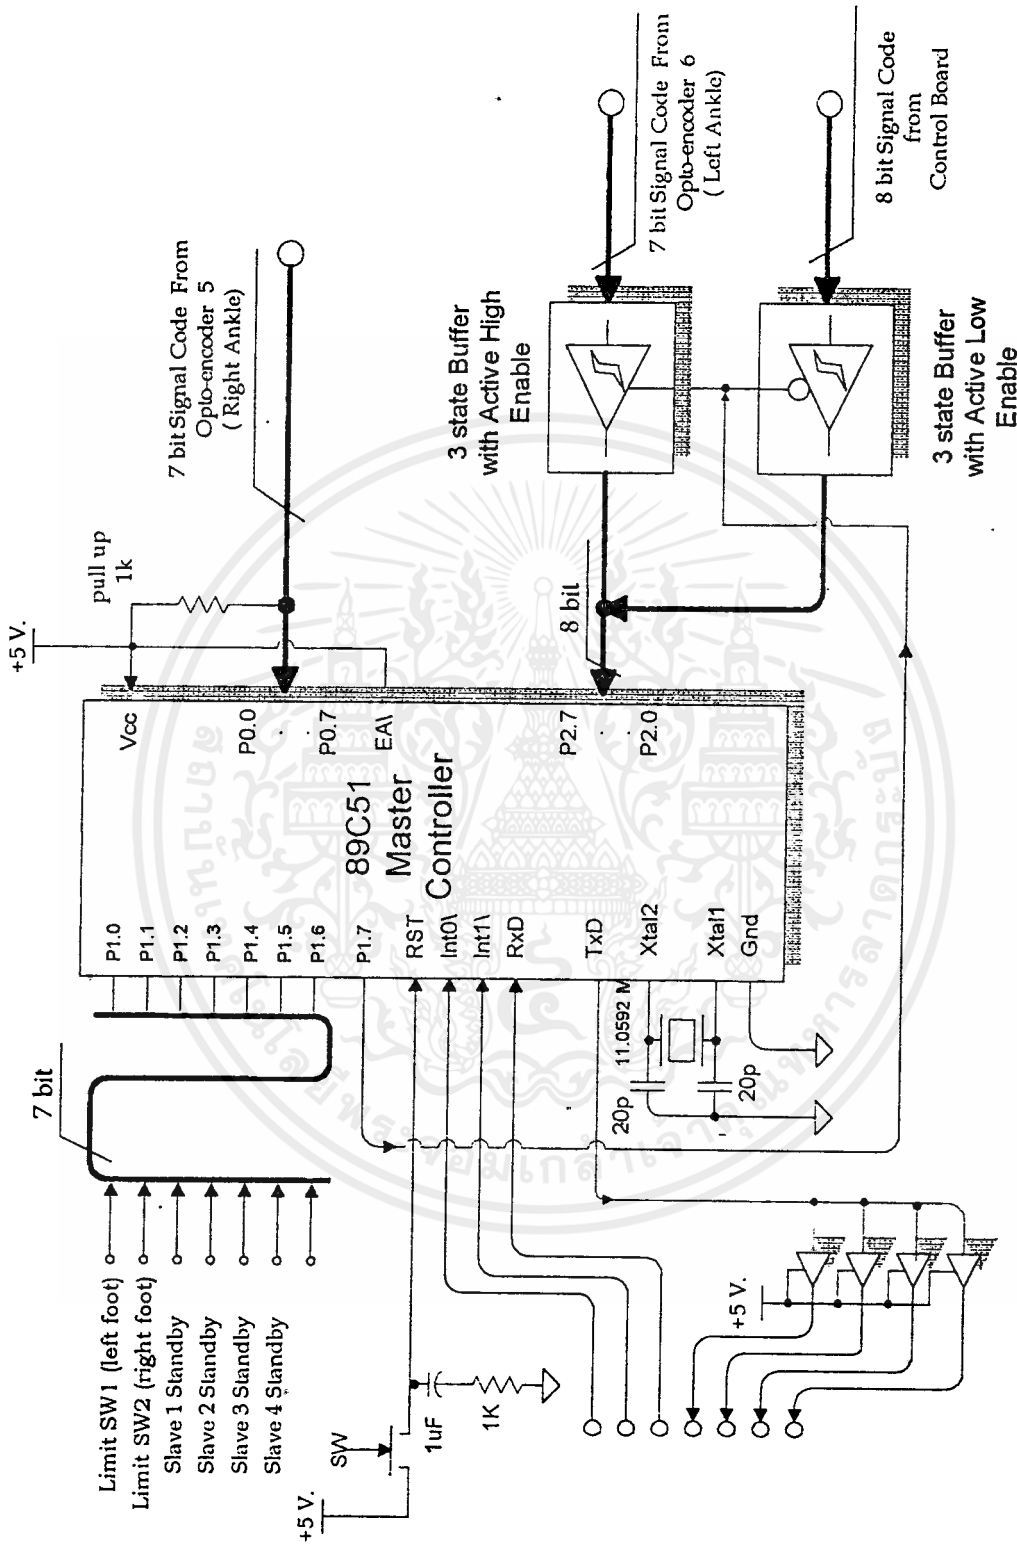 Limit SW1 (left foot)
Limit SW2 (right foot)
Slave 1 Standby
Slave 2 Standby
Slave 3 Standby
Slave 4 Standby
7 bit
+5 V.
SW
1uF
1K
+5 V.
P1.0
P1.1
P1.2
P1.3
P1.4
P1.5
P1.6
P1.7
RST
Int0\
Int1\
RxD
TxD
Xtal2
Xtal1
Gnd
11.0592 M
20p
20p
89C51
Master
Controller
Vcc
P0.0
P0.7
EA\
P2.7
P2.0
+5 V.
pull up
1k
7 bit Signal Code From
Opto-encoder 5
( Right Ankle)
8 bit
3 state Buffer
with Active High
Enable
7 bit Signal Code From
Opto-encoder 6
( Left Ankle)
3 state Buffer
with Active Low
Enable
8 bit Signal Code
from
Control Board